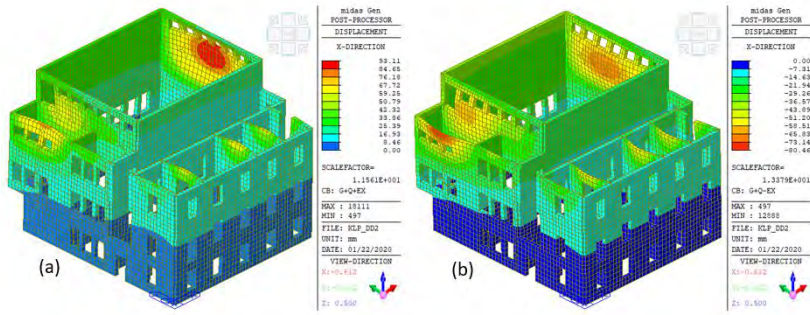 midas Gen
POST-PROCESSOR
DISPLACEMENT
X-DIRECTION
93.11
84.65
76.18
67.72
59.25
50.79
42.32
33.86
25.39
16.93
8.46
0.00
SCALEFACTOR=
1.1561E+001
CB: G+Q+EX
MAX : 18111
MIN : 497
FILE: KLP_DD2
UNIT: mm
DATE: 01/22/2020
VIEW-DIRECTION
X:-0.612
Z: 0.500
(a)
midas Gen
POST-PROCESSOR
DISPLACEMENT
X-DIRECTION
0.00
-7.31
-14.63
-21.94
-29.26
-36.57
-43.89
-51.20
-58.51
-65.83
-73.14
-80.46
SCALEFACTOR=
1.3379E+001
CB: G+Q-EX
MAX : 497
MIN : 12888
FILE: KLP_DD2
UNIT: mm
DATE: 01/22/2020
VIEW-DIRECTION
X:-0.612
Z: 0.500
(b)